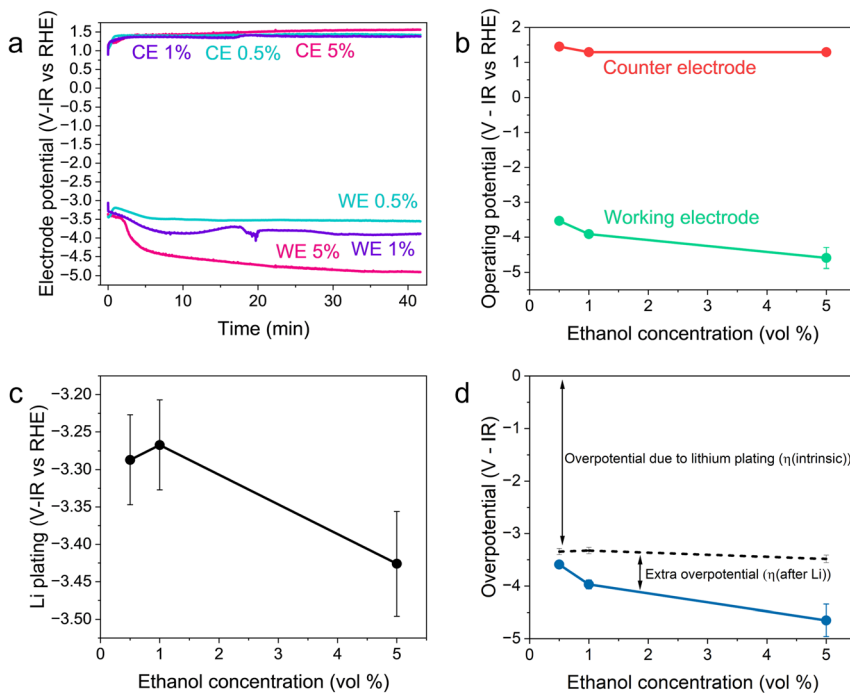 a
Electrode potential (V-IR vs RHE)
1.5
1.0
0.5
0.0
−0.5
−1.0
−1.5
−2.0
−2.5
−3.0
−3.5
−4.0
−4.5
−5.0
CE 1%
CE 0.5%
CE 5%
WE 0.5%
WE 5%
WE 1%
0
10
20
30
40
Time (min)
b
Operating potential (V - IR vs RHE)
2
1
0
−1
−2
−3
−4
−5
Counter electrode
Working electrode
0
1
2
3
4
5
Ethanol concentration (vol %)
c
Li plating (V-IR vs RHE)
−3.20
−3.25
−3.30
−3.35
−3.40
−3.45
−3.50
0
1
2
3
4
5
Ethanol concentration (vol %)
d
Overpotential (V - IR)
0
−1
−2
−3
−4
−5
Overpotential due to lithium plating (η(intrinsic))
Extra overpotential (η(after Li))
0
1
2
3
4
5
Ethanol concentration (vol %)